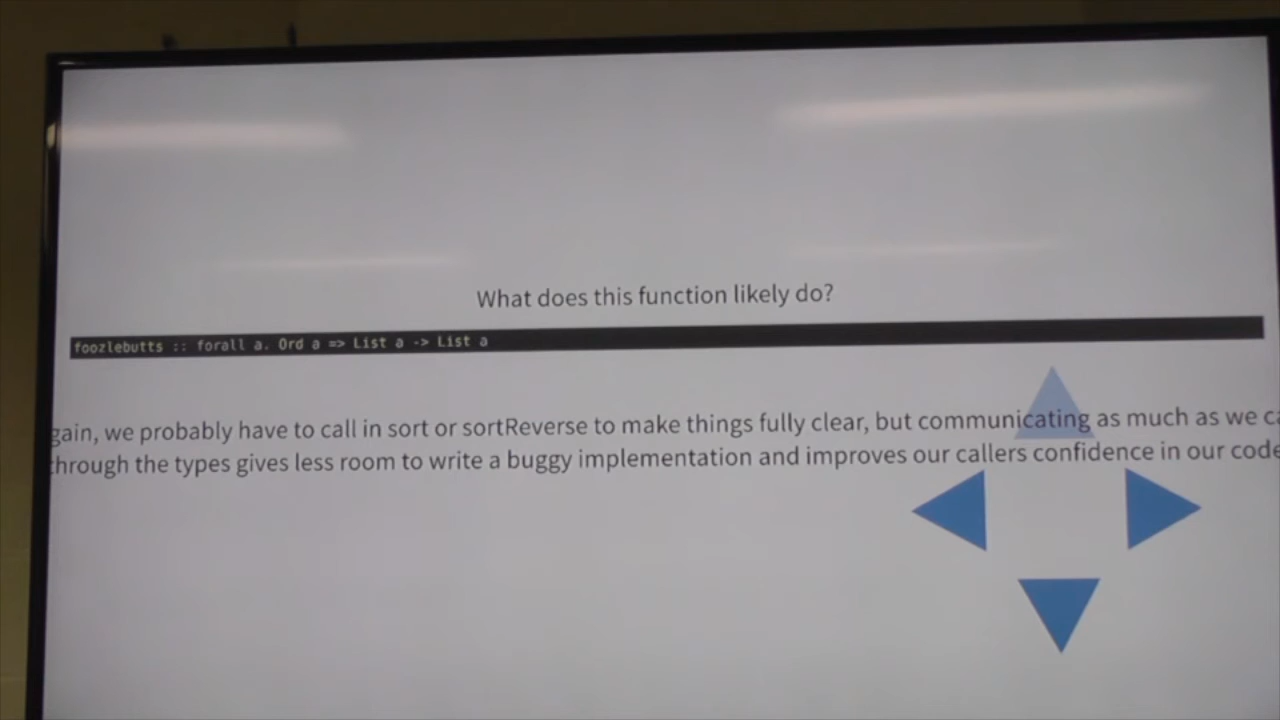 What does this function likely do?
foozlebutts :: forall a. Ord a => List a -> List a
gain, we probably have to call in sort or sortReverse to make things fully clear, but communicating as much as we ca
through the types gives less room to write a buggy implementation and improves our callers confidence in our code